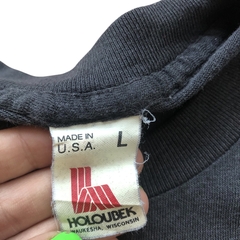 MADE IN
U.S.A. L
HOLOUBEK
WAUKESHA, WISCONSIN